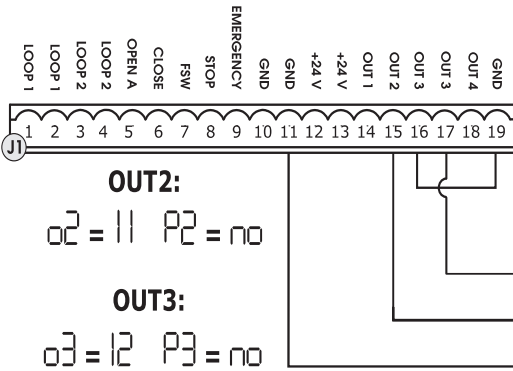 LOOP 1
LOOP 1
LOOP 2
LOOP 2
OPEN A
CLOSE
FSW
STOP
EMERGENCY
GND
GND
+24 V
+24 V
OUT 1
OUT 2
OUT 3
OUT 3
OUT 4
GND
1 2 3 4 5 6 7 8 9 10 11 12 13 14 15 16 17 18 19
J1
OUT2:
o2 = 11 P2 = no
OUT3:
o3 = 12 P3 = no